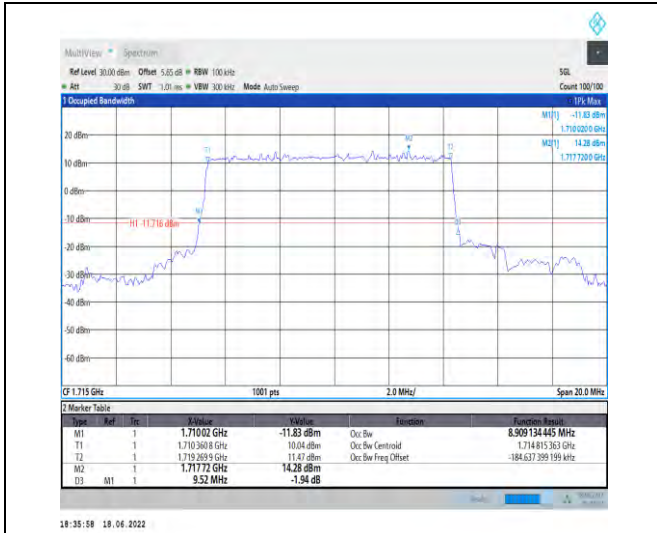 MultiView Spectrum
Ref Level 30.00 dBm Offset 5.85 dB RBW 100 kHz SGL
Att 30 dB SWT 1.01 ms VBW 300 kHz Mode Auto Sweep Count 100/100
1 Occupied Bandwidth 1Pk Max
M1[1] -11.83 dBm
1.710 020 0 GHz
M2[1] 14.28 dBm
1.717 720 0 GHz
20 dBm
T1 M2 T2
10 dBm
0 dBm
-10 dBm
M1
H1 -11.716 dBm
-20 dBm
-30 dBm
-40 dBm
-50 dBm
-60 dBm
CF 1.715 GHz 1001 pts 2.0 MHz/ Span 20.0 MHz
2 Marker Table
Type Ref Trc X-Value Y-Value Function Function Result
M1 1 1.71002 GHz -11.83 dBm Occ Bw 8.909 134 445 MHz
T1 1 1.710 360 8 GHz 10.04 dBm Occ Bw Centroid 1.714 815 363 GHz
T2 1 1.719 269 9 GHz 11.47 dBm Occ Bw Freq Offset -184.637 399 199 kHz
M2 1 1.71772 GHz 14.28 dBm
D3 M1 1 9.52 MHz -1.94 dB
18:35:58 18.06.2022